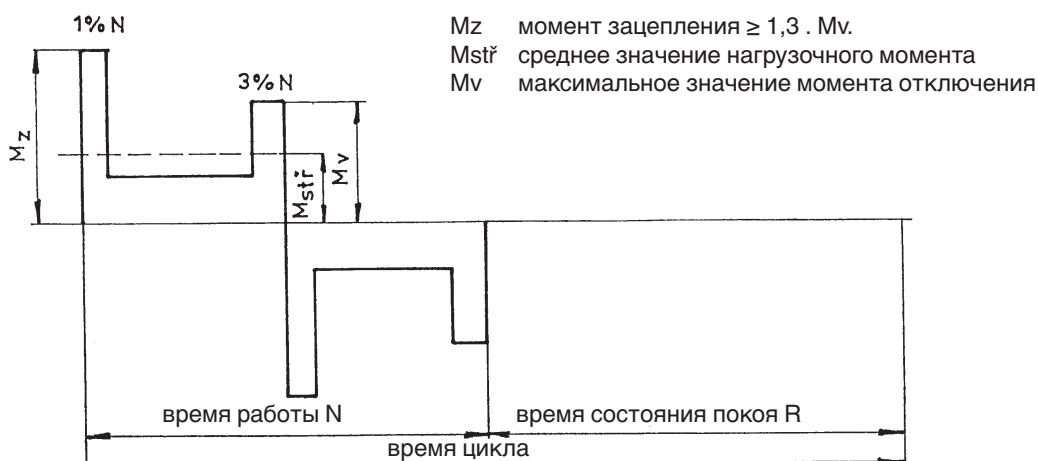 1% N
Mz момент зацепления ≥ 1,3 . Mv.
Mstř среднее значение нагрузочного момента
3% N
Mv максимальное значение момента отключения
Mz
Mstř
Mv
время работы N
время состояния покоя R
время цикла